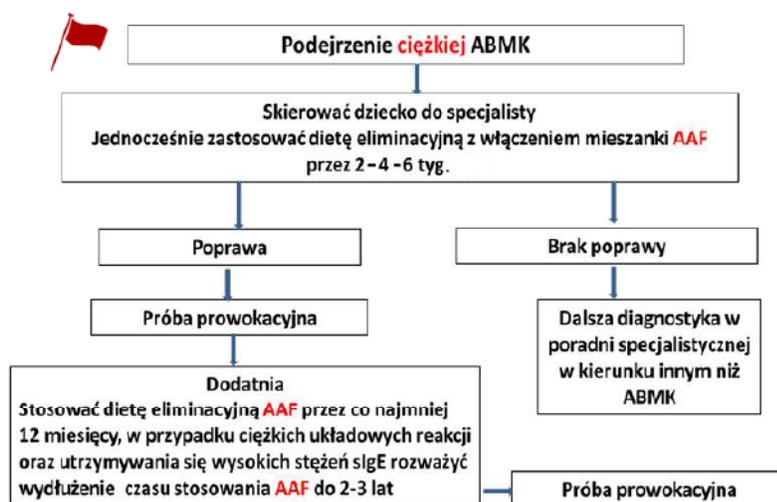 Podejrzenie ciężkiej ABMK
Skierować dziecko do specjalisty
Jednocześnie zastosować dietę eliminacyjną z włączeniem mieszanki AAF
przez 2 – 4 -6 tyg.
Poprawa
Brak poprawy
Próba prowokacyjna
Dalsza diagnostyka w
poradni specjalistycznej
w kierunku innym niż
ABMK
Dodatnia
Stosować dietę eliminacyjną AAF przez co najmniej
12 miesięcy, w przypadku ciężkich układowych reakcji
oraz utrzymywania się wysokich stężeń sIgE rozważyć
wydłużenie czasu stosowania AAF do 2-3 lat
Próba prowokacyjna